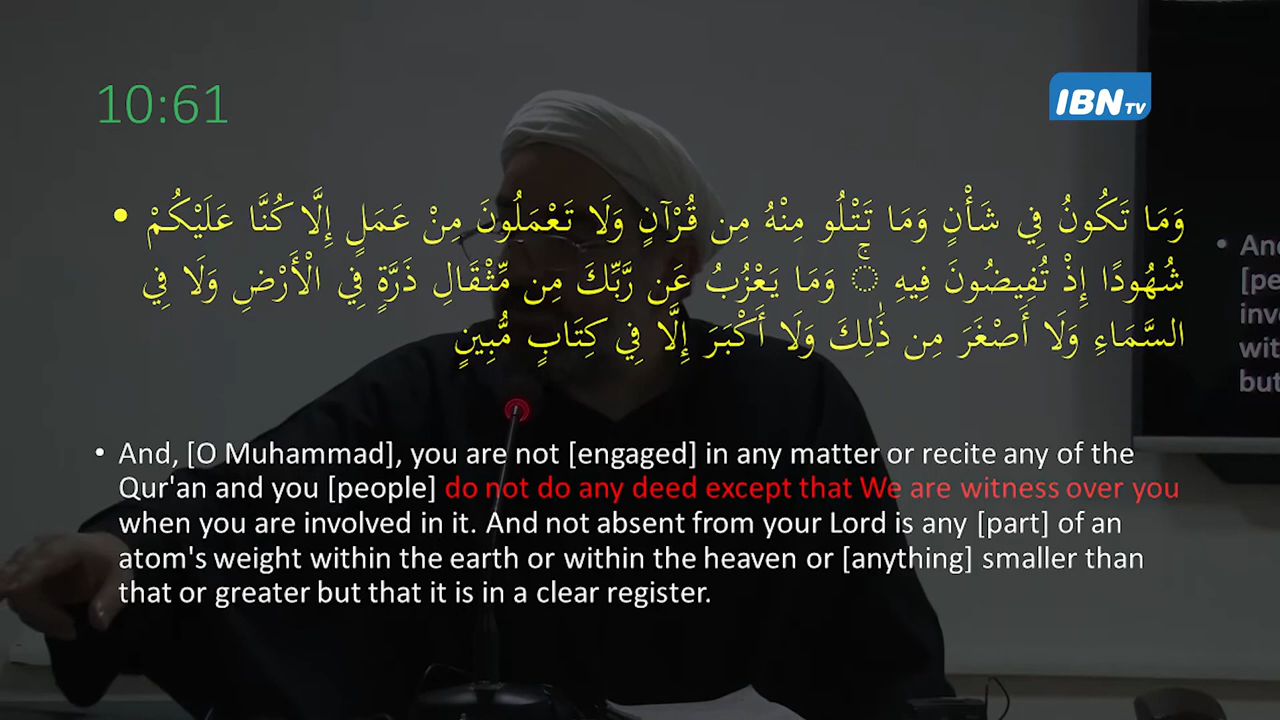 10:61
IBN TV
• وَمَا تَكُونُ فِي شَأْنٍ وَمَا تَتْلُو مِنْهُ مِن قُرْآنٍ وَلَا تَعْمَلُونَ مِنْ عَمَلٍ إِلَّا كُنَّا عَلَيْكُمْ
شُهُودًا إِذْ تُفِيضُونَ فِيهِ ۚ وَمَا يَعْزُبُ عَن رَّبِّكَ مِن مِّثْقَالِ ذَرَّةٍ فِي الْأَرْضِ وَلَا فِي
السَّمَاءِ وَلَا أَصْغَرَ مِن ذَٰلِكَ وَلَا أَكْبَرَ إِلَّا فِي كِتَابٍ مُّبِينٍ
• And, [O Muhammad], you are not [engaged] in any matter or recite any of the
Qur'an and you [people] do not do any deed except that We are witness over you
when you are involved in it. And not absent from your Lord is any [part] of an
atom's weight within the earth or within the heaven or [anything] smaller than
that or greater but that it is in a clear register.